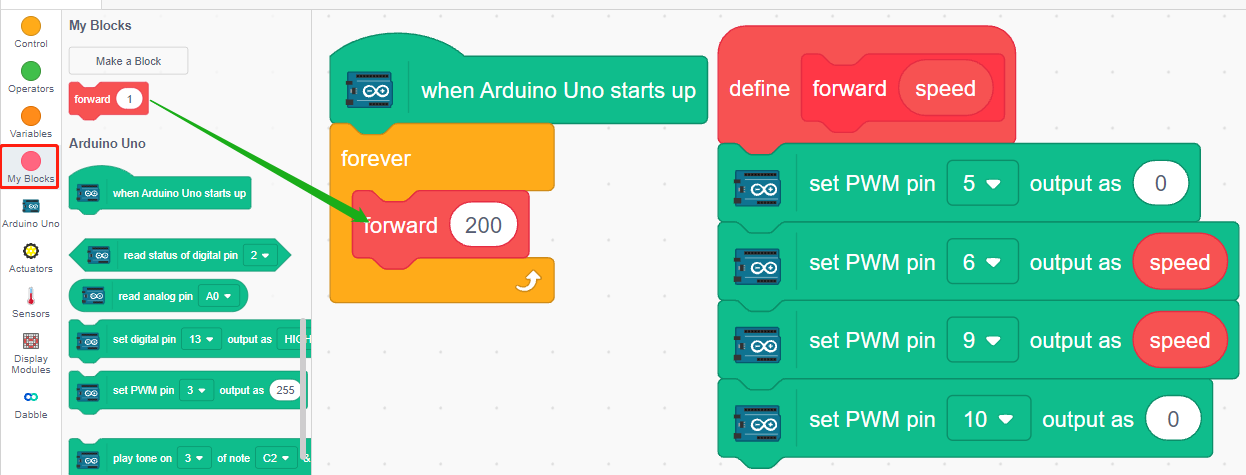 Control
Operators
Variables
My Blocks
Arduino Uno
Actuators
Sensors
Display
Modules
Dabble
My Blocks
Make a Block
forward 1
Arduino Uno
when Arduino Uno starts up
read status of digital pin 2
read analog pin A0
set digital pin 13 output as HIGH
set PWM pin 3 output as 255
play tone on 3 of note C2 &
when Arduino Uno starts up
forever
forward 200
define forward speed
set PWM pin 5 output as 0
set PWM pin 6 output as speed
set PWM pin 9 output as speed
set PWM pin 10 output as 0